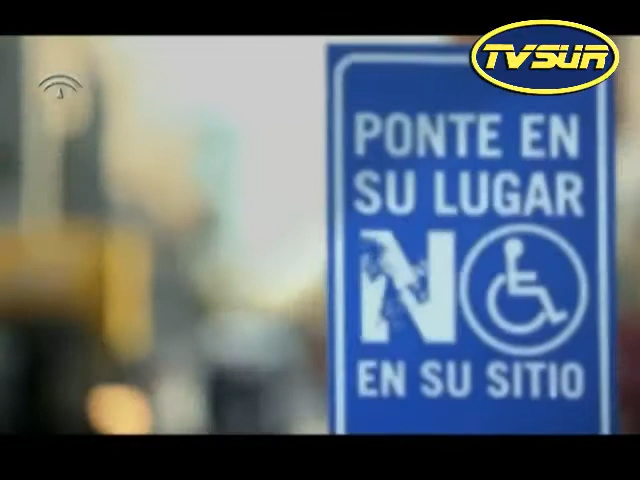 TVSUR
PONTE EN
SU LUGAR
NO
EN SU SITIO